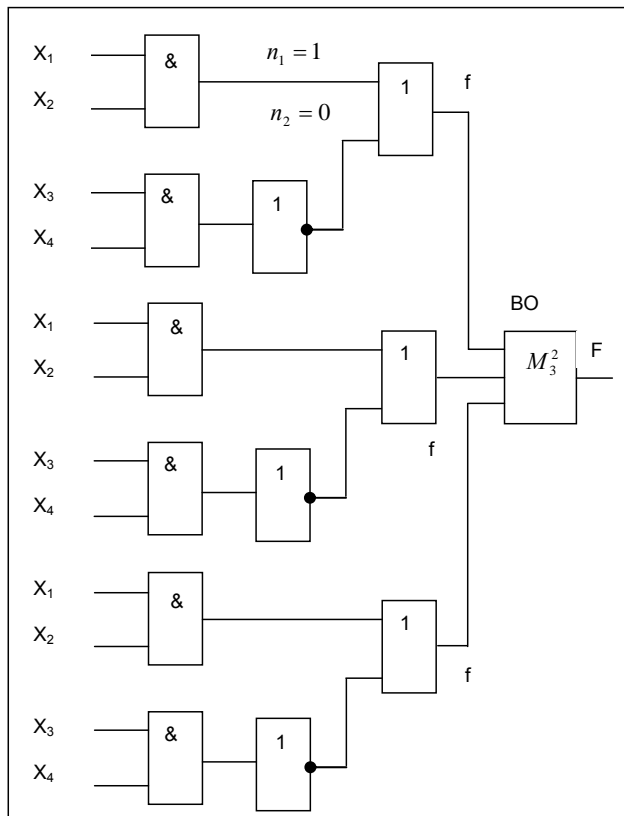 X₁
&
n₁ = 1
1
f
X₂
n₂ = 0
X₃
&
1
X₄
X₁
&
1
BO
M₃²
F
X₂
f
X₃
&
1
X₄
X₁
&
1
X₂
f
X₃
&
1
X₄